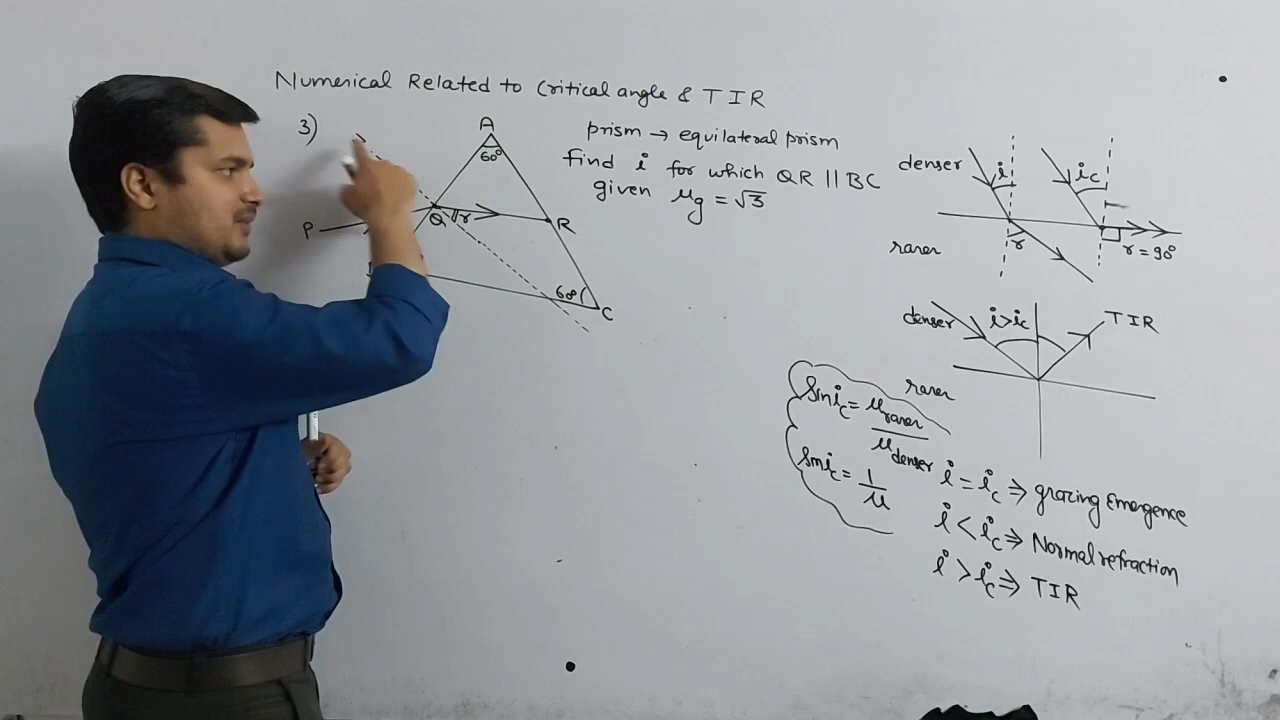 Numerical Related to Critical angle & TIR
3)
A
60°
P
Q
r
R
60°
C
prism → equilateral prism
find i for which QR || BC
given μg = √3
denser
i
ic
rarer
r
r = 90°
denser
i>ic
TIR
rarer
Sin ic = μrarer / μdenser
Sin ic = 1/μ
i = ic ⇒ grazing Emergence
i < ic ⇒ Normal refraction
i > ic ⇒ TIR